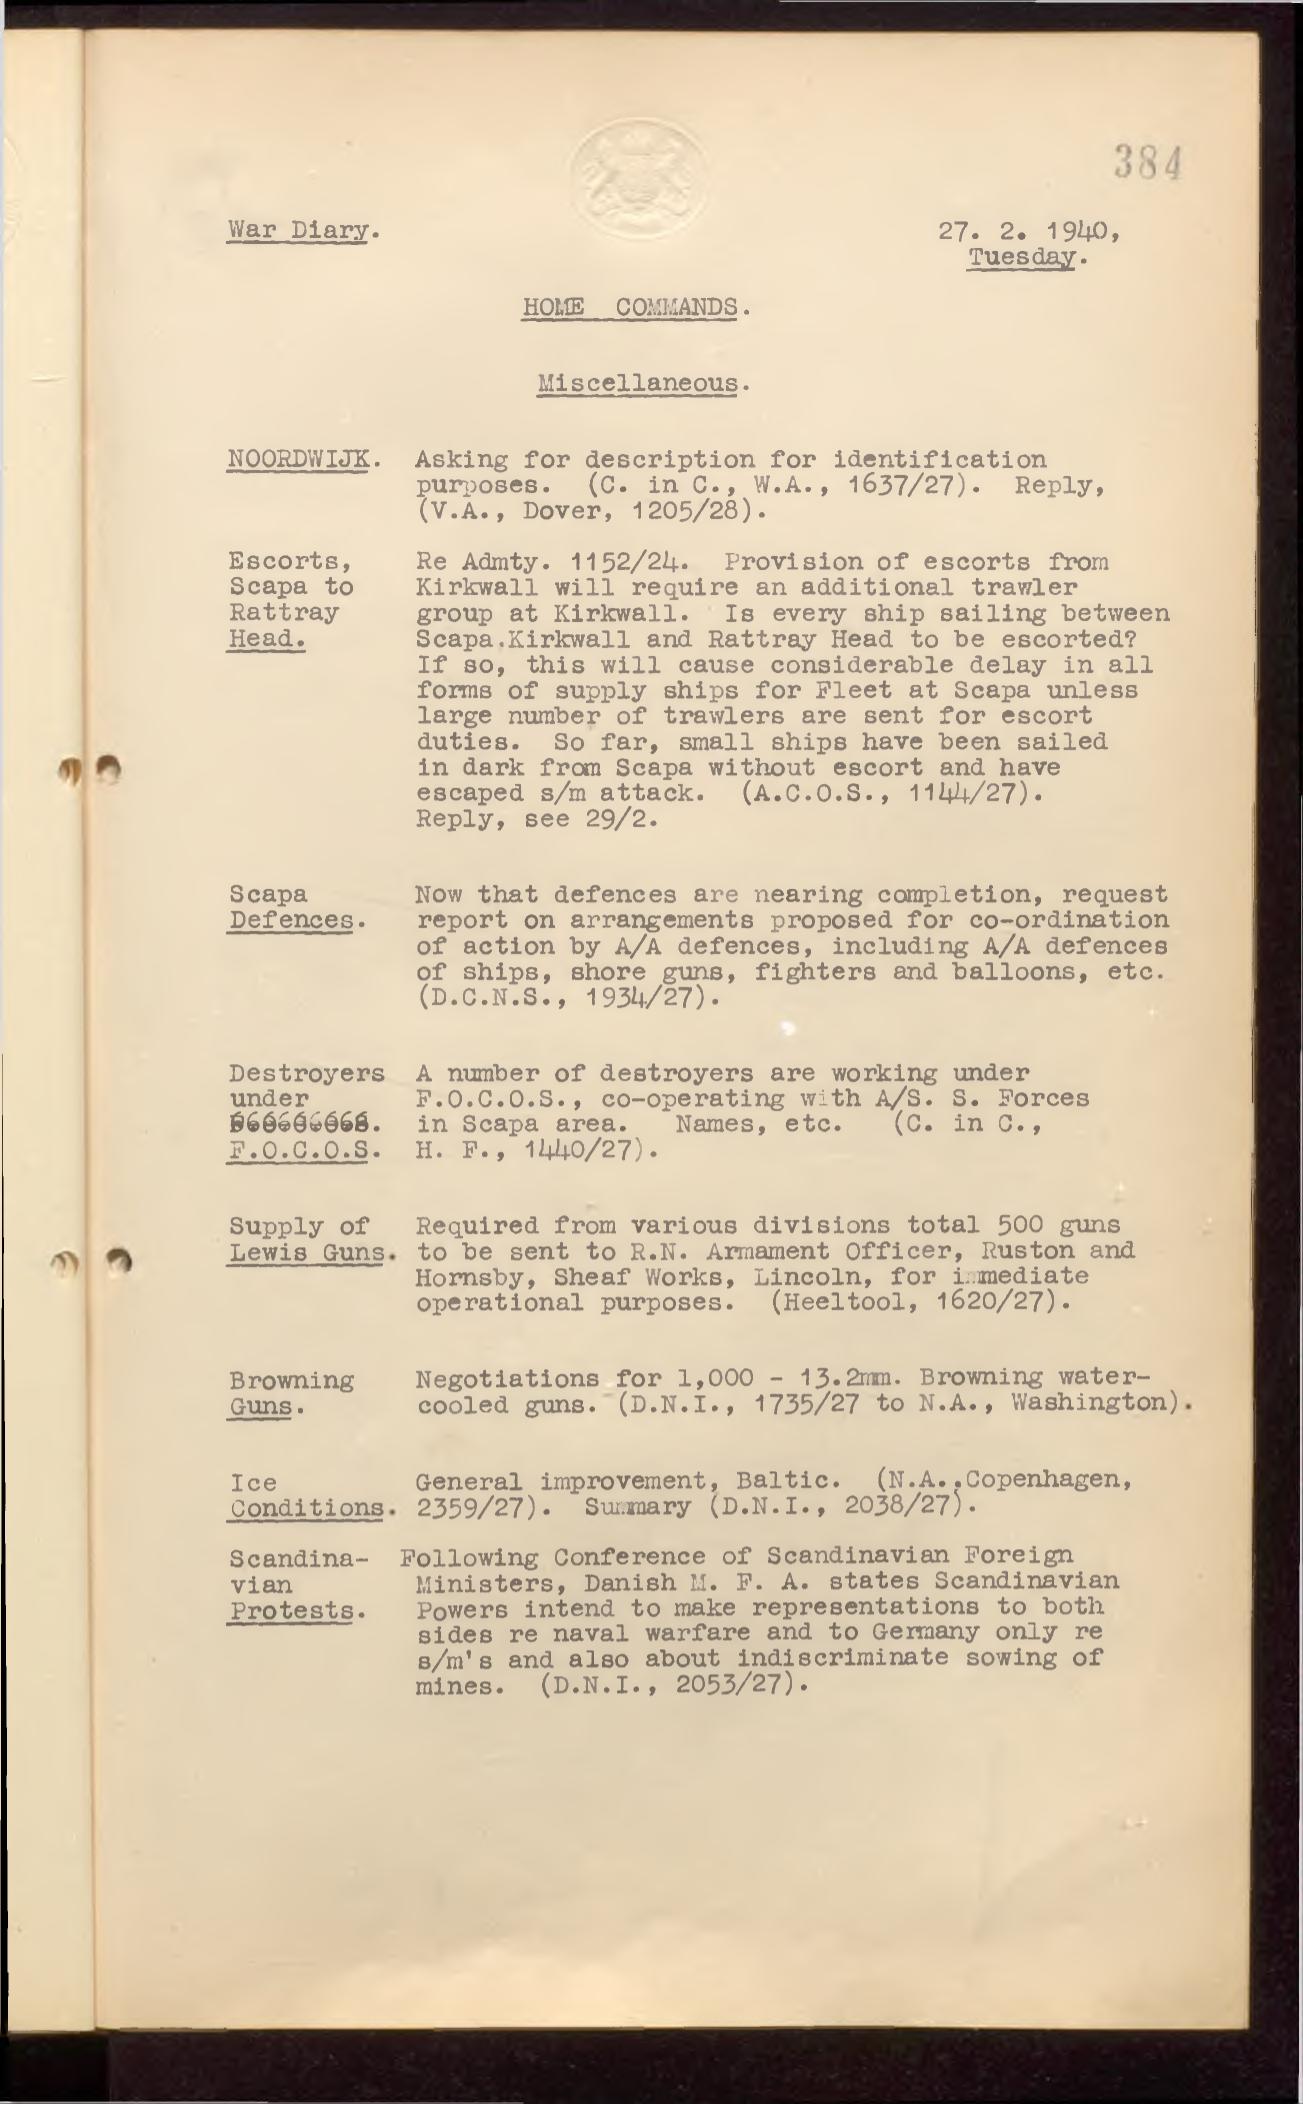 384
War Diary.
27. 2. 1940,
Tuesday.
HOME COMMANDS.
Miscellaneous.
NOORDWIJK. Asking for description for identification
purposes. (C. in C., W.A., 1637/27). Reply,
(V.A., Dover, 1205/28).
Escorts, Re Admty. 1152/24. Provision of escorts from
Scapa to Kirkwall will require an additional trawler
Rattray group at Kirkwall. Is every ship sailing between
Head. Scapa.Kirkwall and Rattray Head to be escorted?
If so, this will cause considerable delay in all
forms of supply ships for Fleet at Scapa unless
large number of trawlers are sent for escort
duties. So far, small ships have been sailed
in dark from Scapa without escort and have
escaped s/m attack. (A.C.O.S., 1144/27).
Reply, see 29/2.
Scapa Now that defences are nearing completion, request
Defences. report on arrangements proposed for co-ordination
of action by A/A defences, including A/A defences
of ships, shore guns, fighters and balloons, etc.
(D.C.N.S., 1934/27).
Destroyers A number of destroyers are working under
under F.O.C.O.S., co-operating with A/S. S. Forces
in Scapa area. Names, etc. (C. in C.,
F.O.C.O.S. H. F., 1440/27).
Supply of Required from various divisions total 500 guns
Lewis Guns. to be sent to R.N. Armament Officer, Ruston and
Hornsby, Sheaf Works, Lincoln, for immediate
operational purposes. (Heeltool, 1620/27).
Browning Negotiations for 1,000 - 13.2mm. Browning water-
Guns. cooled guns. (D.N.I., 1735/27 to N.A., Washington).
Ice General improvement, Baltic. (N.A.,Copenhagen,
Conditions. 2359/27). Summary (D.N.I., 2038/27).
Scandina- Following Conference of Scandinavian Foreign
vian Ministers, Danish M. F. A. states Scandinavian
Protests. Powers intend to make representations to both
sides re naval warfare and to Germany only re
s/m's and also about indiscriminate sowing of
mines. (D.N.I., 2053/27).